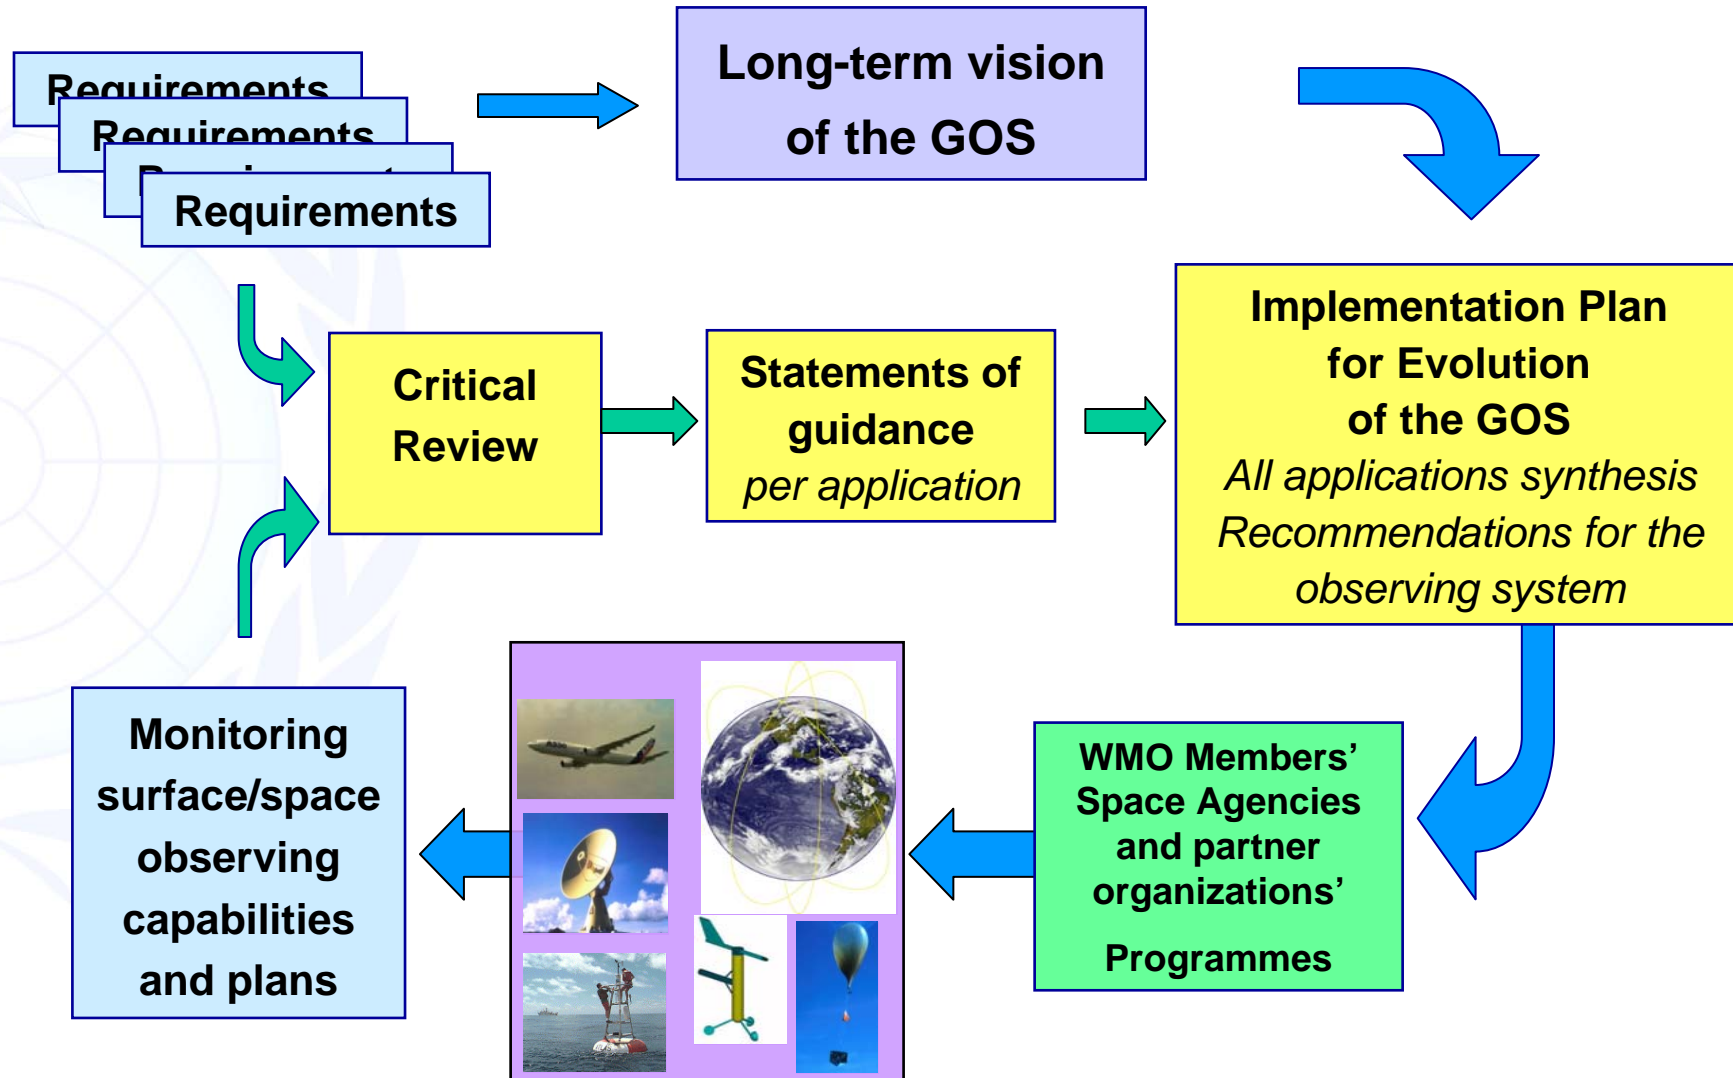 Requirements
Requirements
Requirements
Long-term vision
of the GOS
Critical
Review
Statements of
guidance
per application
Implementation Plan
for Evolution
of the GOS
All applications synthesis
Recommendations for the
observing system
Monitoring
surface/space
observing
capabilities
and plans
A330
WMO Members’
Space Agencies
and partner
organizations’
Programmes